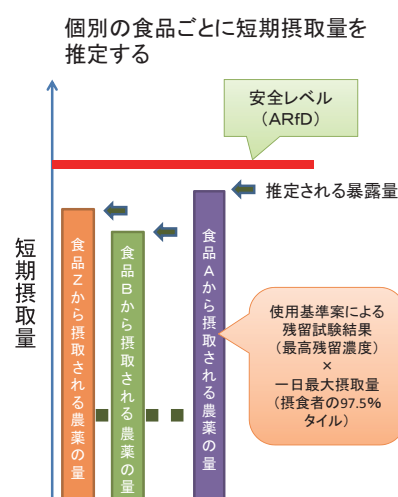 個別の食品ごとに短期摂取量を
推定する
安全レベル
（ARfD）
推定される暴露量
短期摂取量
食品Zから摂取される農薬の量
食品Bから摂取される農薬の量
食品Aから摂取される農薬の量
使用基準案による
残留試験結果
（最高残留濃度）
×
一日最大摂取量
（摂食者の97.5%
タイル）